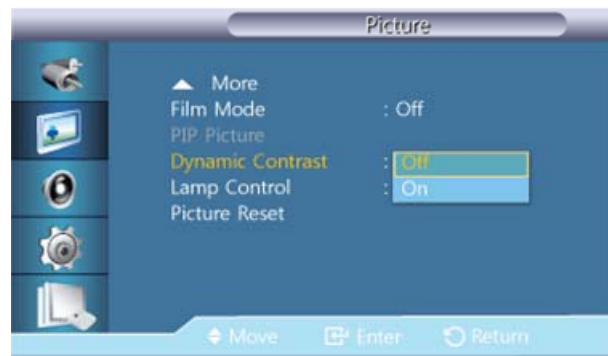 Picture
More
Film Mode : Off
PIP Picture
Dynamic Contrast : Off
Lamp Control : On
Picture Reset
Move Enter Return